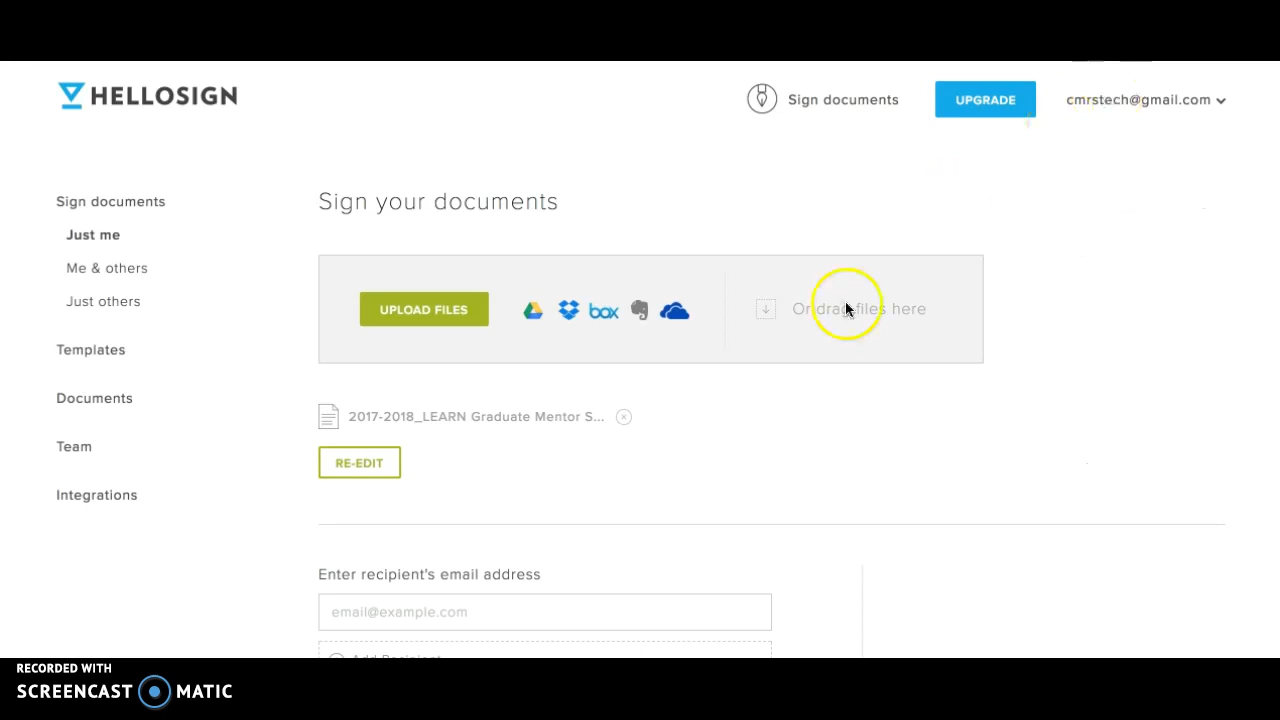 HELLOSIGN
Sign documents
UPGRADE
cmrstech@gmail.com
Sign documents
Just me
Me & others
Just others
Templates
Documents
Team
Integrations
Sign your documents
UPLOAD FILES
box
Or drag files here
2017-2018_LEARN Graduate Mentor S...
RE-EDIT
Enter recipient's email address
email@example.com
Add Recipient
RECORDED WITH
SCREENCAST MATIC